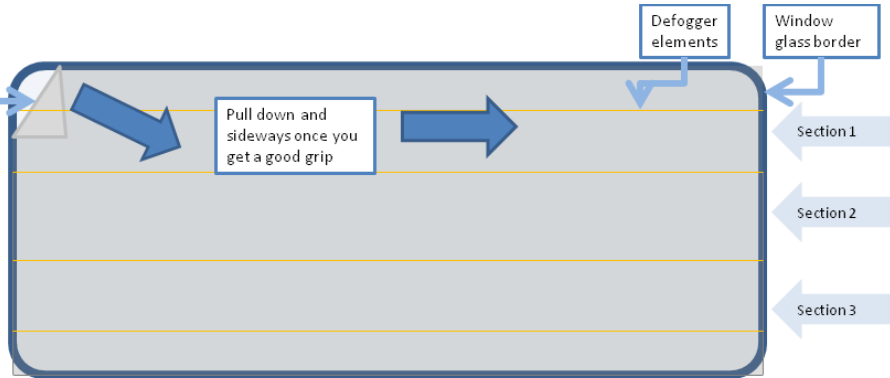 Defogger
elements
Window
glass border
Pull down and
sideways once you
get a good grip
Section 1
Section 2
Section 3